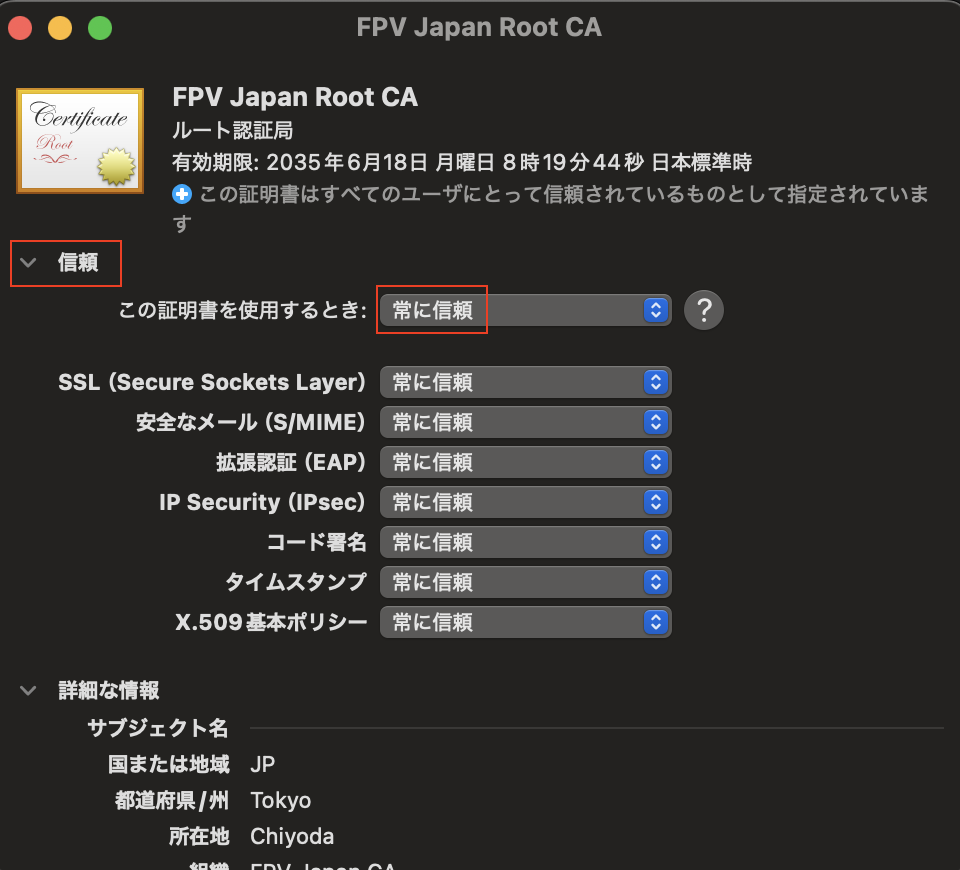 FPV Japan Root CA
Certificate
Root
FPV Japan Root CA
ルート認証局
有効期限: 2035年6月18日 月曜日 8時19分44秒 日本標準時
この証明書はすべてのユーザにとって信頼されているものとして指定されていま
す
信頼
この証明書を使用するとき: 常に信頼 ?
SSL (Secure Sockets Layer) 常に信頼
安全なメール (S/MIME) 常に信頼
拡張認証 (EAP) 常に信頼
IP Security (IPsec) 常に信頼
コード署名 常に信頼
タイムスタンプ 常に信頼
X.509基本ポリシー 常に信頼
詳細な情報
サブジェクト名
国または地域 JP
都道府県/州 Tokyo
所在地 Chiyoda
組織 FPV Japan CA